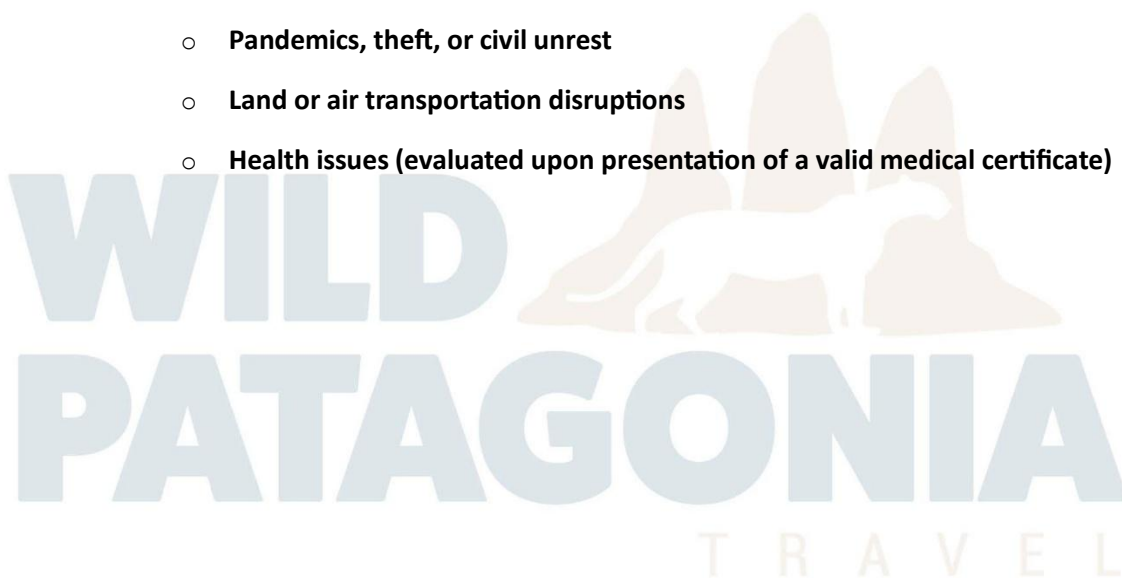 o Pandemics, theft, or civil unrest
o Land or air transportation disruptions
o Health issues (evaluated upon presentation of a valid medical certificate)
WILD
PATAGONIA
TRAVEL